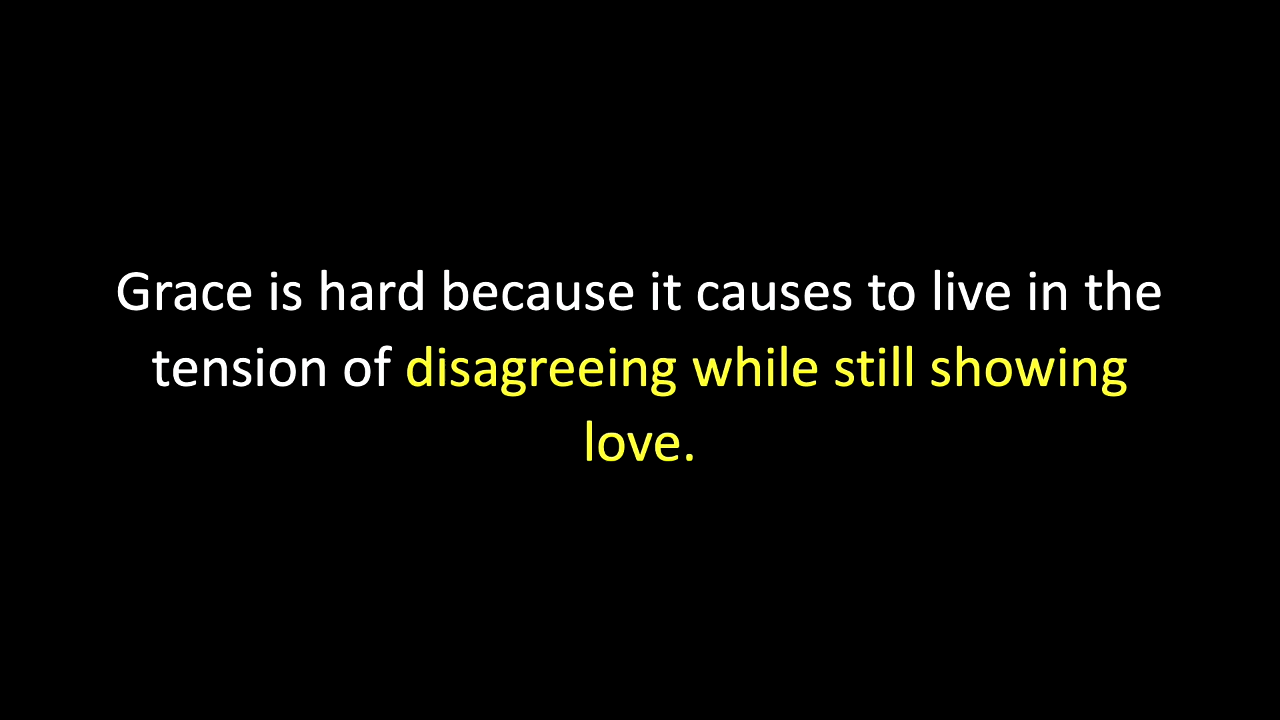 Grace is hard because it causes to live in the
tension of disagreeing while still showing
love.